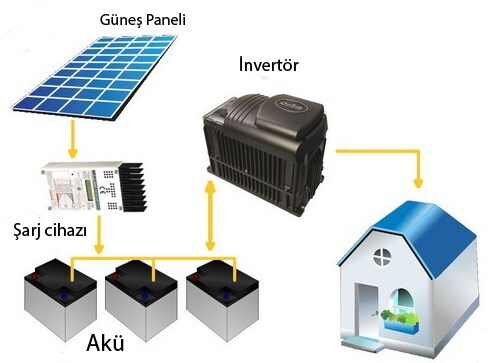 Güneş Paneli
İnvertör
Şarj cihazı
Akü